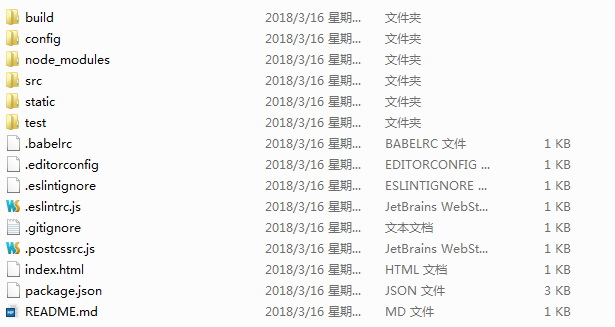 build 2018/3/16 星期... 文件夹
config 2018/3/16 星期... 文件夹
node_modules 2018/3/16 星期... 文件夹
src 2018/3/16 星期... 文件夹
static 2018/3/16 星期... 文件夹
test 2018/3/16 星期... 文件夹
.babelrc 2018/3/16 星期... BABELRC 文件 1 KB
.editorconfig 2018/3/16 星期... EDITORCONFIG ... 1 KB
.eslintignore 2018/3/16 星期... ESLINTIGNORE ... 1 KB
.eslintrc.js 2018/3/16 星期... JetBrains WebSt... 1 KB
.gitignore 2018/3/16 星期... 文本文档 1 KB
.postcssrc.js 2018/3/16 星期... JetBrains WebSt... 1 KB
index.html 2018/3/16 星期... HTML 文档 1 KB
package.json 2018/3/16 星期... JSON 文件 3 KB
README.md 2018/3/16 星期... MD 文件 1 KB